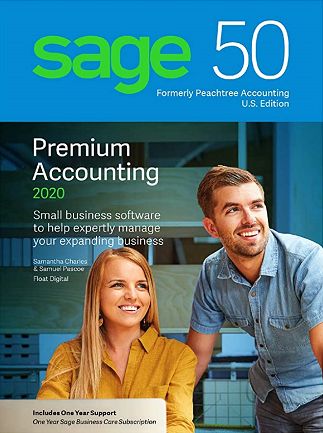 sage 50
Formerly Peachtree Accounting
U.S. Edition
Premium
Accounting
2020
Small business software
to help expertly manage
your expanding business
Samantha Charles
& Samuel Pascoe
Float Digital
Includes One Year Support
One Year Sage Business Care Subscription